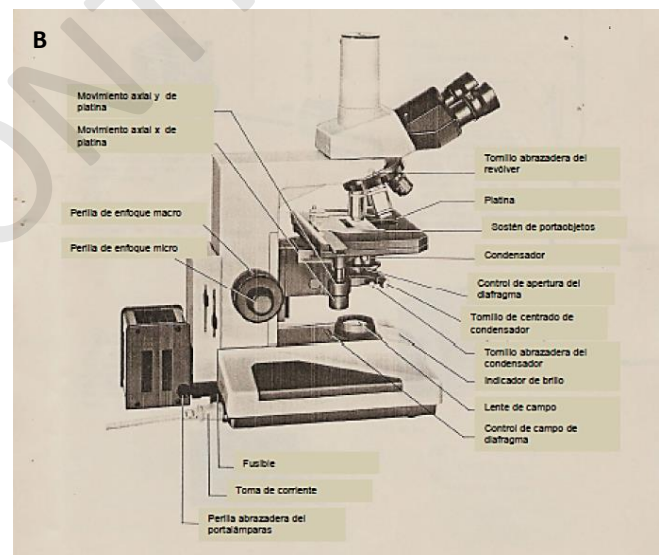 B
Movimiento axial y de
platina
Movimiento axial x de
platina
Perilla de enfoque macro
Perilla de enfoque micro
Tornillo abrazadera del
revólver
Platina
Sostén de portaobjetos
Condensador
Control de apertura del
diafragma
Tornillo de centrado de
condensador
Tornillo abrazadera del
condensador
Indicador de brillo
Lente de campo
Control de campo de
diafragma
Fusible
Toma de corriente
Perilla abrazadera del
portalámparas